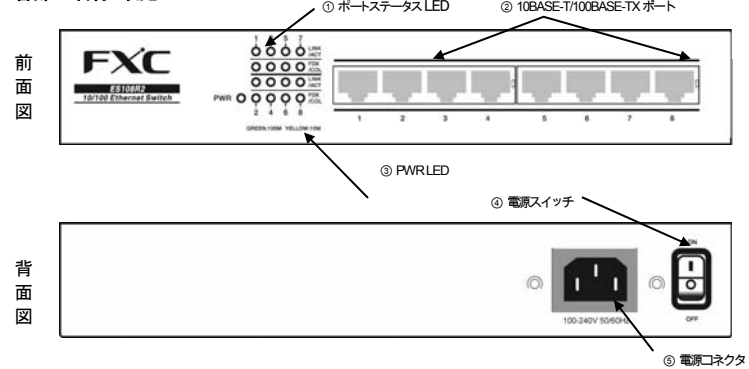 ① ポートステータス LED
② 10BASE-T/100BASE-TX ポート
前面図
FXC
ES108R2
10/100 Ethernet Switch
1 3 5 7
LINK/ACT
FDX/COL
LINK/ACT
PWR
FDX/COL
2 4 6 8
GREEN:100M YELLOW:10M
1 2 3 4 5 6 7 8
③ PWR LED
④ 電源スイッチ
背面図
ON
OFF
100-240V 50/60Hz
⑤ 電源コネクタ